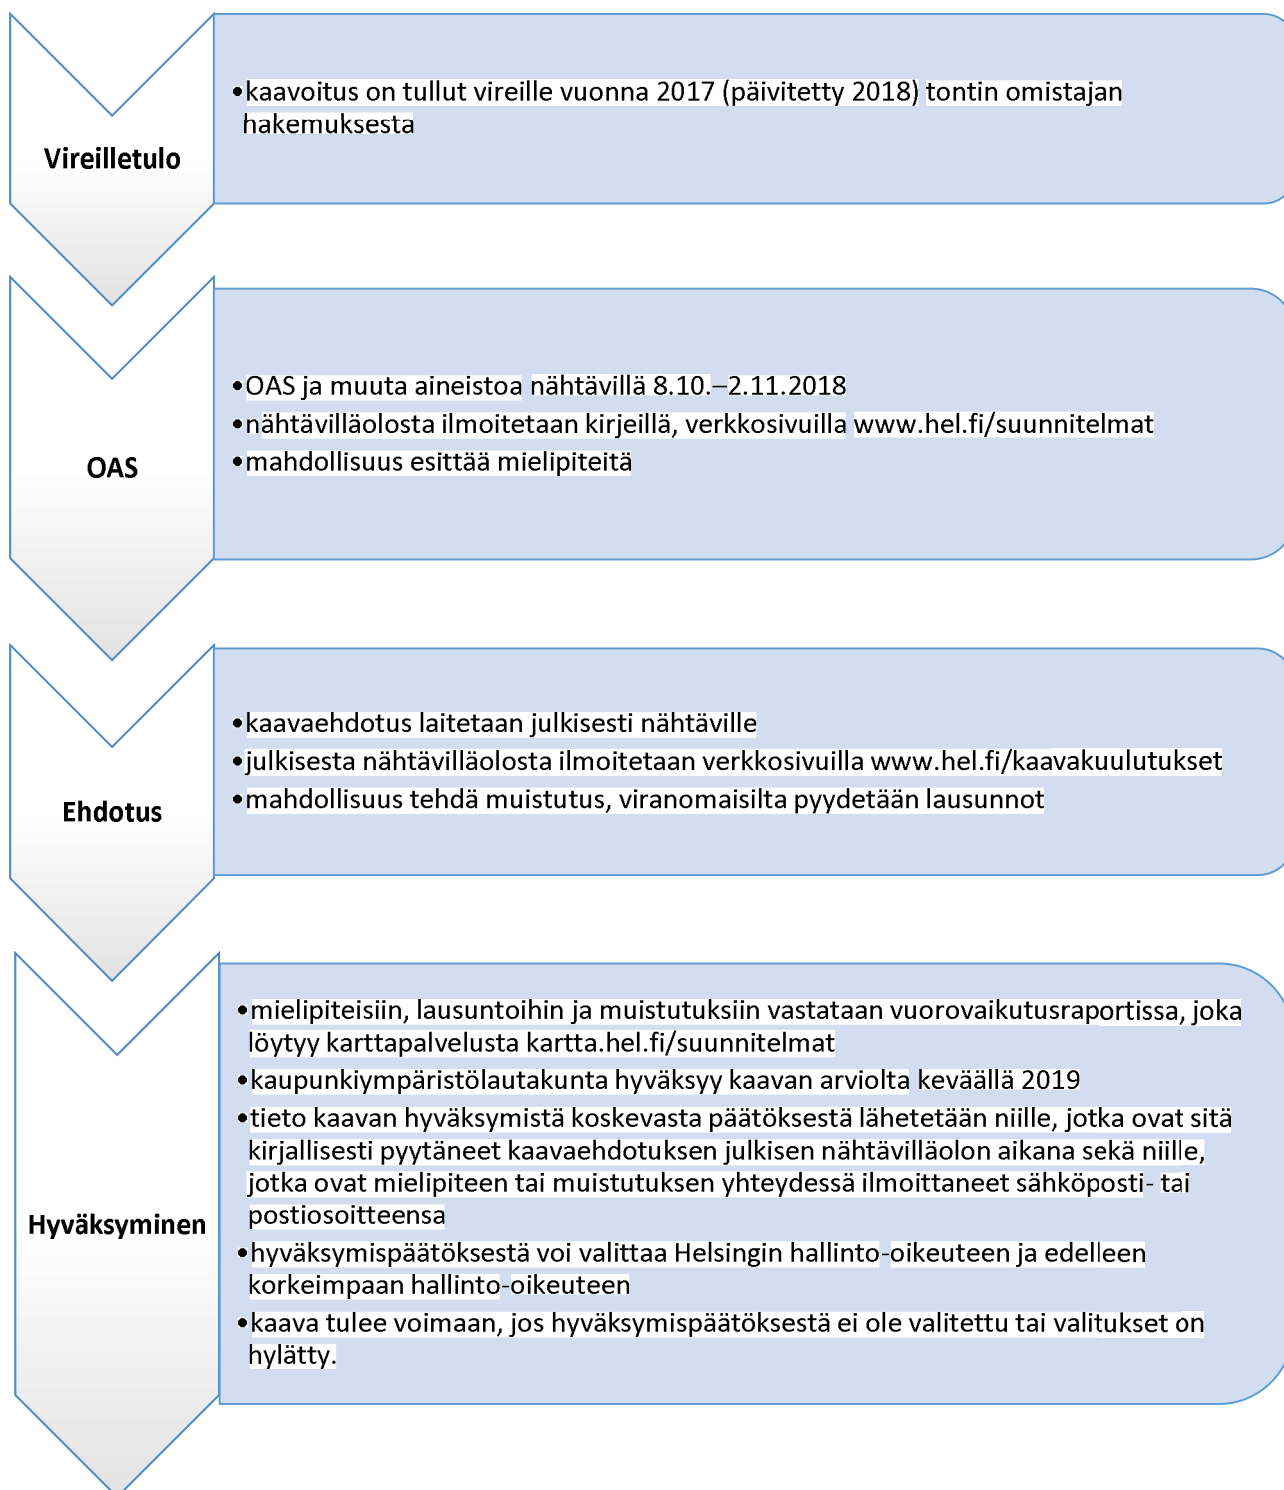 Vireilletulo
•kaavoitus on tullut vireille vuonna 2017 (päivitetty 2018) tontin omistajan
hakemuksesta
OAS
•OAS ja muuta aineistoa nähtävillä 8.10.–2.11.2018
•nähtävilläolosta ilmoitetaan kirjeillä, verkkosivuilla www.hel.fi/suunnitelmat
•mahdollisuus esittää mielipiteitä
Ehdotus
•kaavaehdotus laitetaan julkisesti nähtäville
•julkisesta nähtävilläolosta ilmoitetaan verkkosivuilla www.hel.fi/kaavakuulutukset
•mahdollisuus tehdä muistutus, viranomaisilta pyydetään lausunnot
Hyväksyminen
•mielipiteisiin, lausuntoihin ja muistutuksiin vastataan vuorovaikutusraportissa, joka
löytyy karttapalvelusta kartta.hel.fi/suunnitelmat
•kaupunkiympäristölautakunta hyväksyy kaavan arviolta keväällä 2019
•tieto kaavan hyväksymistä koskevasta päätöksestä lähetetään niille, jotka ovat sitä
kirjallisesti pyytäneet kaavaehdotuksen julkisen nähtävilläolon aikana sekä niille,
jotka ovat mielipiteen tai muistutuksen yhteydessä ilmoittaneet sähköposti- tai
postiosoitteensa
•hyväksymispäätöksestä voi valittaa Helsingin hallinto-oikeuteen ja edelleen
korkeimpaan hallinto-oikeuteen
•kaava tulee voimaan, jos hyväksymispäätöksestä ei ole valitettu tai valitukset on
hylätty.